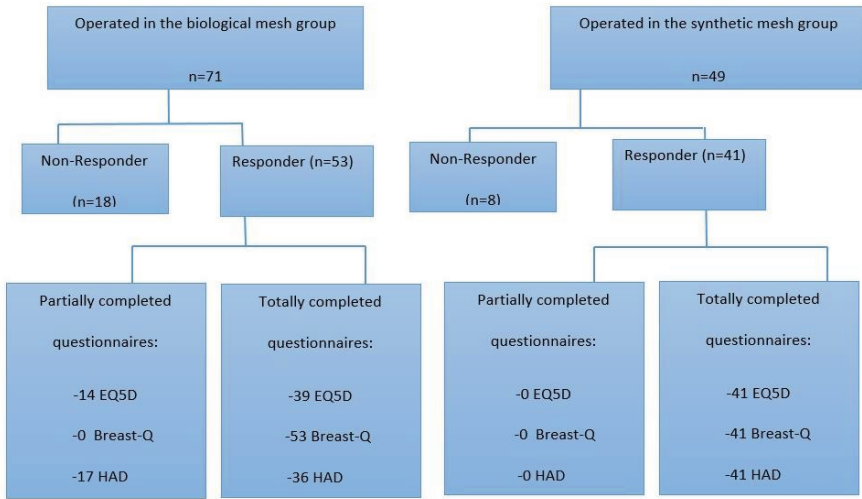 Operated in the biological mesh group
n=71
Operated in the synthetic mesh group
n=49
Non-Responder
(n=18)
Responder (n=53)
Non-Responder
(n=8)
Responder (n=41)
Partially completed
questionnaires:
-14 EQ5D
-0 Breast-Q
-17 HAD
Totally completed
questionnaires:
-39 EQ5D
-53 Breast-Q
-36 HAD
Partially completed
questionnaires:
-0 EQ5D
-0 Breast-Q
-0 HAD
Totally completed
questionnaires:
-41 EQ5D
-41 Breast-Q
-41 HAD